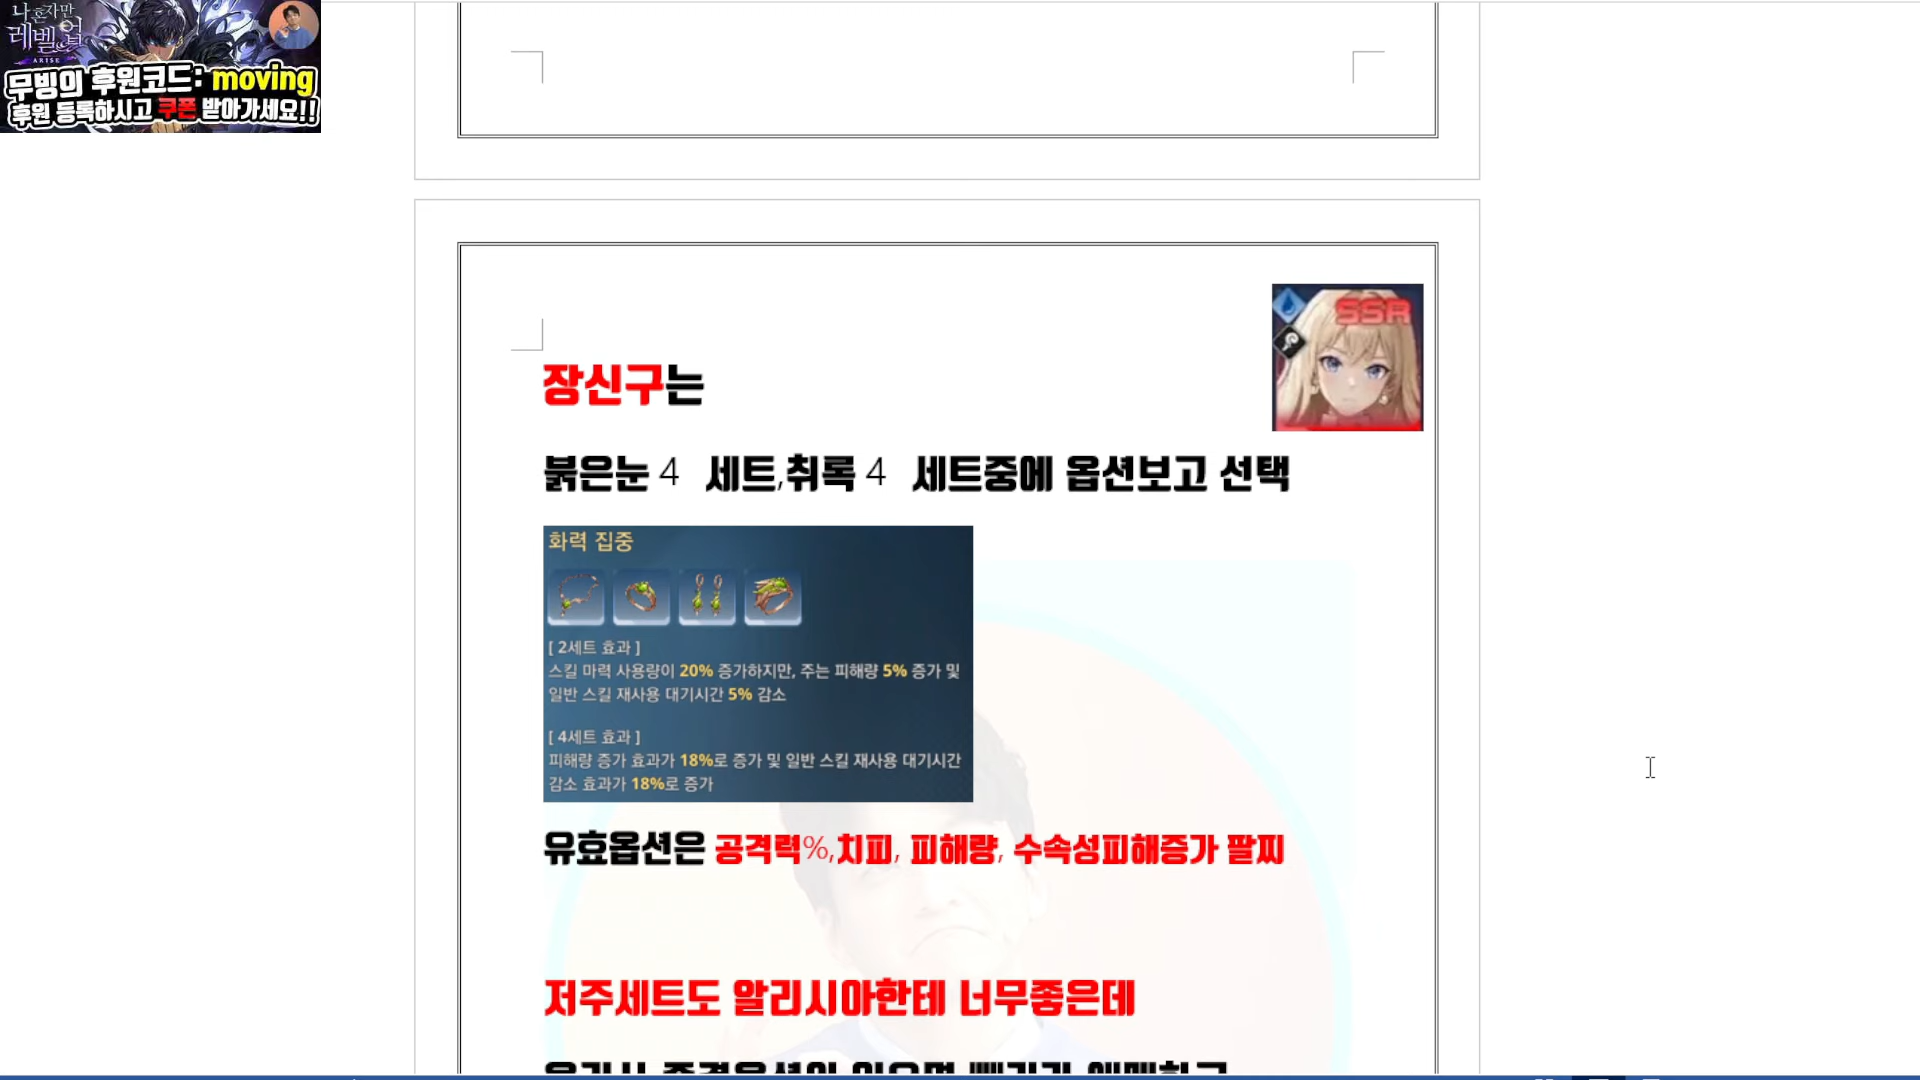 나 혼자만
레벨업
ARISE
무빙의 후원코드: moving
후원 등록하시고 쿠폰 받아가세요!!
SSR
장신구는
붉은눈 4 세트,취록 4 세트중에 옵션보고 선택
화력 집중
[ 2세트 효과 ]
스킬 마력 사용량이 20% 증가하지만, 주는 피해량 5% 증가 및
일반 스킬 재사용 대기시간 5% 감소
[ 4세트 효과 ]
피해량 증가 효과가 18%로 증가 및 일반 스킬 재사용 대기시간
감소 효과가 18%로 증가
유효옵션은 공격력%,치피, 피해량, 수속성피해증가 팔찌
저주세트도 알리시아한테 너무좋은데